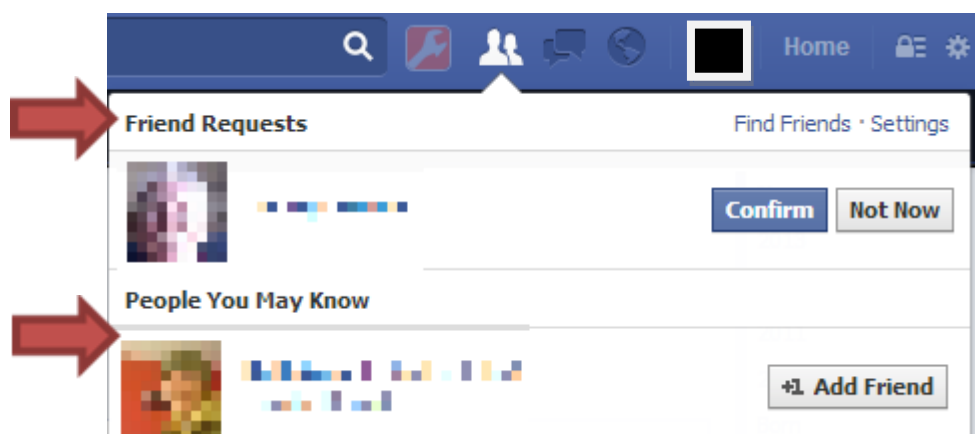 Home
Friend Requests
Find Friends · Settings
Confirm
Not Now
People You May Know
+1 Add Friend